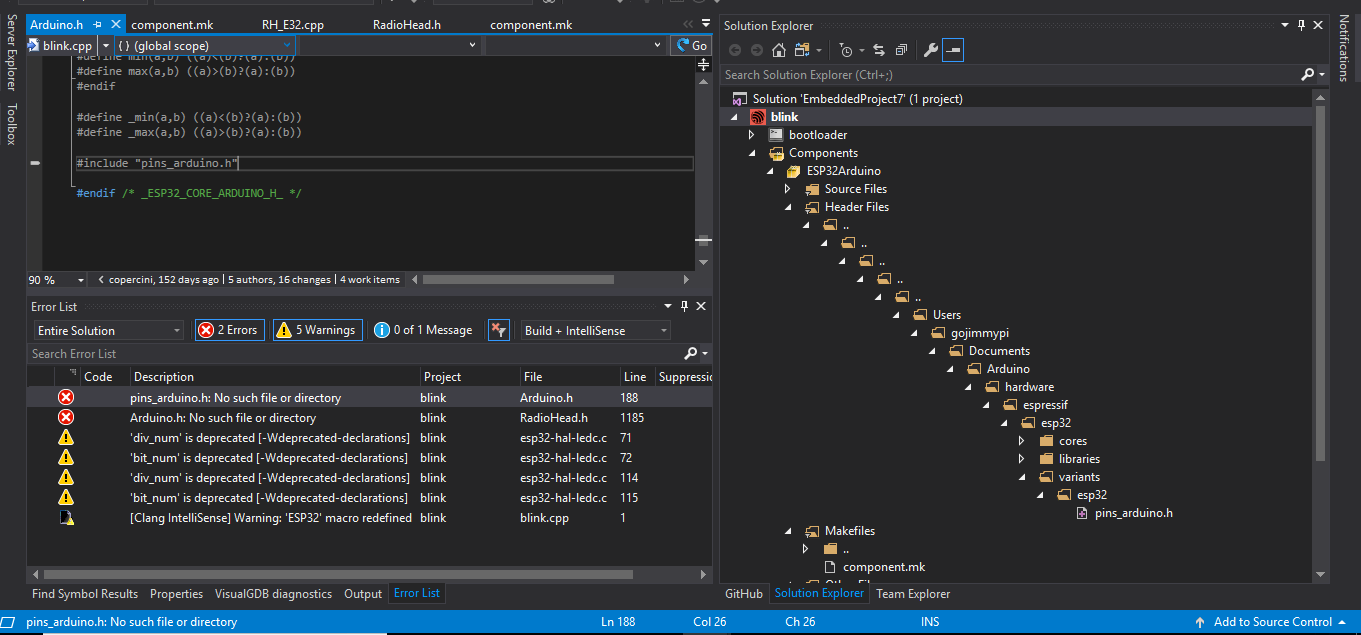 Server Explorer
Toolbox
Arduino.h
component.mk
RH_E32.cpp
RadioHead.h
component.mk
blink.cpp
{ } (global scope)
Go
#define min(a,b) ((a)<(b)?(a):(b))
#define max(a,b) ((a)>(b)?(a):(b))
#endif
#define _min(a,b) ((a)<(b)?(a):(b))
#define _max(a,b) ((a)>(b)?(a):(b))
#include "pins_arduino.h"
#endif /* _ESP32_CORE_ARDUINO_H_ */
90 %
copercini, 152 days ago | 5 authors, 16 changes | 4 work items
Error List
Entire Solution
2 Errors
5 Warnings
0 of 1 Message
Build + IntelliSense
Search Error List
Code Description Project File Line Suppressio
pins_arduino.h: No such file or directory blink Arduino.h 188
Arduino.h: No such file or directory blink RadioHead.h 1185
'div_num' is deprecated [-Wdeprecated-declarations] blink esp32-hal-ledc.c 71
'bit_num' is deprecated [-Wdeprecated-declarations] blink esp32-hal-ledc.c 72
'div_num' is deprecated [-Wdeprecated-declarations] blink esp32-hal-ledc.c 114
'bit_num' is deprecated [-Wdeprecated-declarations] blink esp32-hal-ledc.c 115
[Clang IntelliSense] Warning: 'ESP32' macro redefined blink blink.cpp 1
Find Symbol Results Properties VisualGDB diagnostics Output Error List
Solution Explorer
Search Solution Explorer (Ctrl+;)
Solution 'EmbeddedProject7' (1 project)
blink
bootloader
Components
ESP32Arduino
Source Files
Header Files
..
..
..
..
..
Users
gojimmypi
Documents
Arduino
hardware
espressif
esp32
cores
libraries
variants
esp32
pins_arduino.h
Makefiles
..
component.mk
GitHub Solution Explorer Team Explorer
Notifications
pins_arduino.h: No such file or directory Ln 188 Col 26 Ch 26 INS Add to Source Control